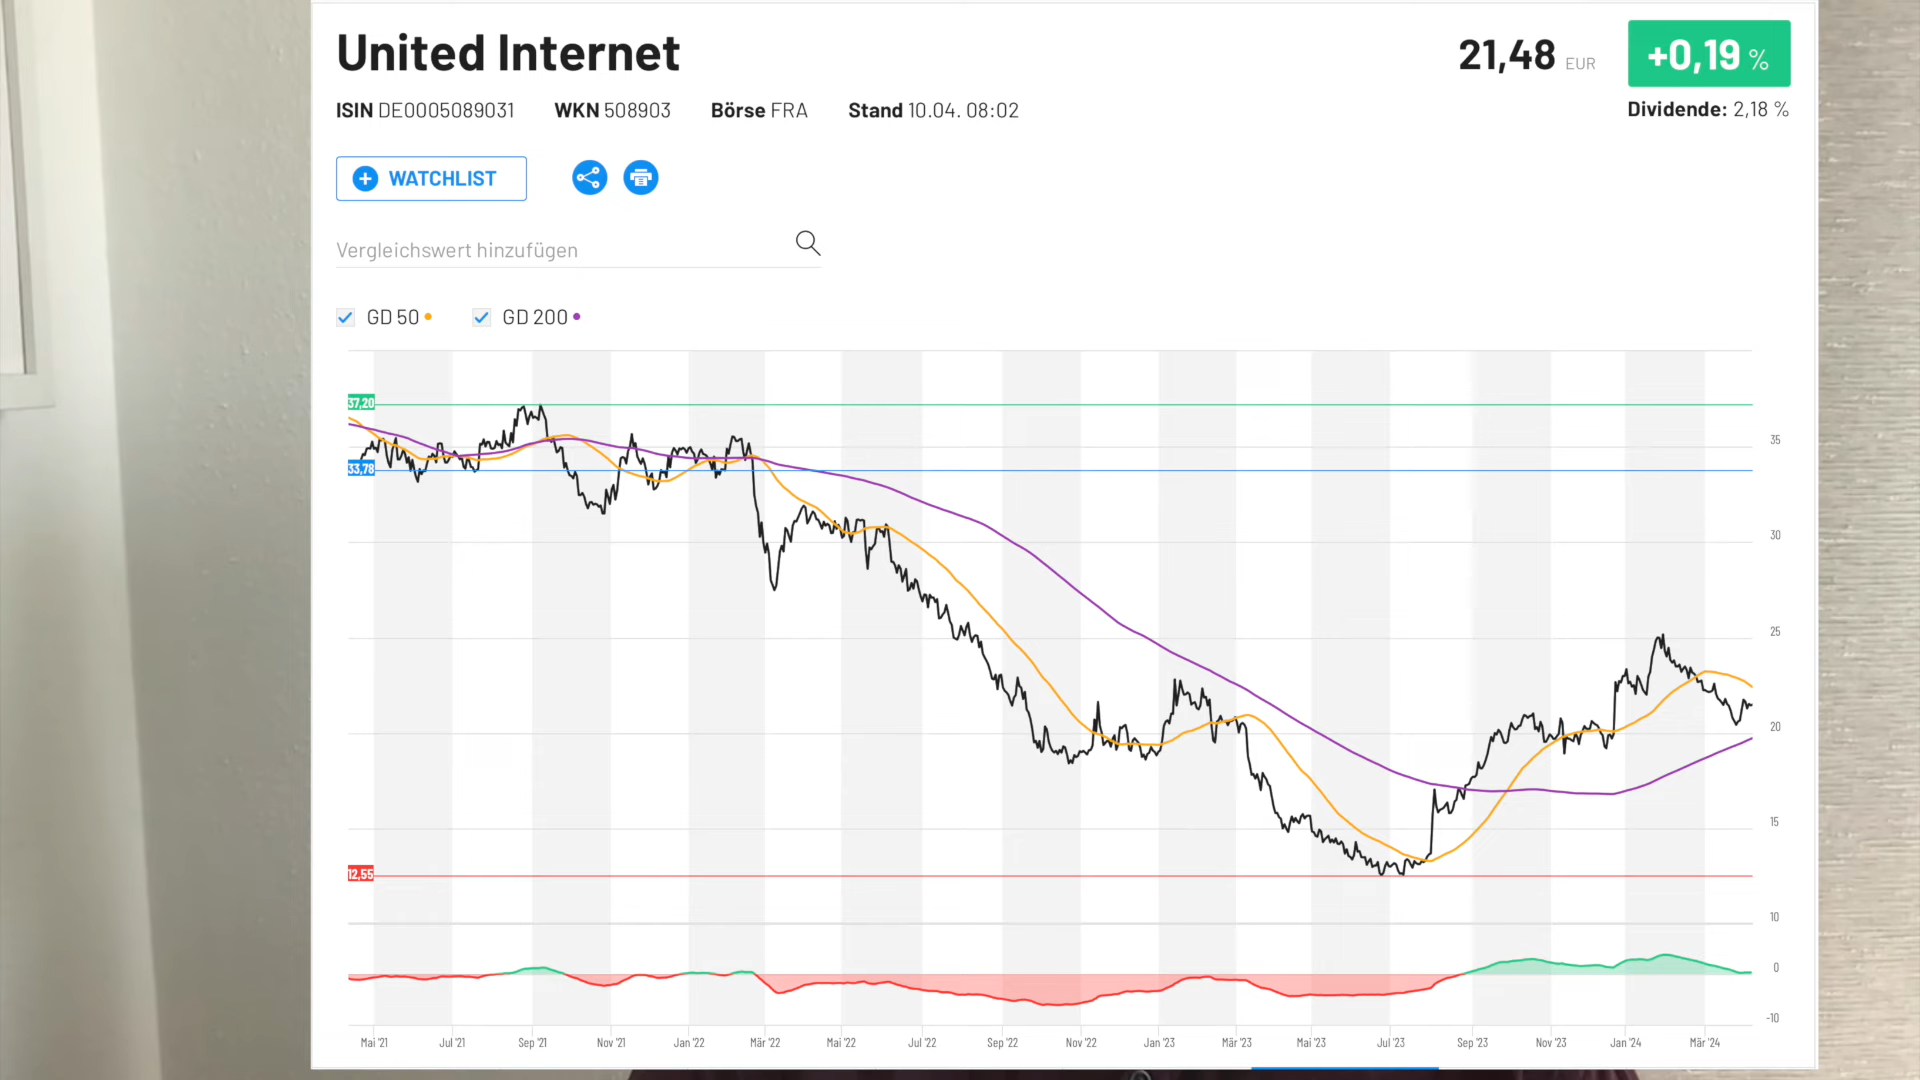 United Internet
21,48 EUR
+0,19 %
ISIN DE0005089031 WKN 508903 Börse FRA Stand 10.04. 08:02
Dividende: 2,18 %
WATCHLIST
Vergleichswert hinzufügen
GD 50 GD 200
37,20
35
33,78
30
25
20
15
12,55
10
0
-10
Mai '21 Jul '21 Sep '21 Nov '21 Jan '22 Mär '22 Mai '22 Jul '22 Sep '22 Nov '22 Jan '23 Mär '23 Mai '23 Jul '23 Sep '23 Nov '23 Jan '24 Mär '24